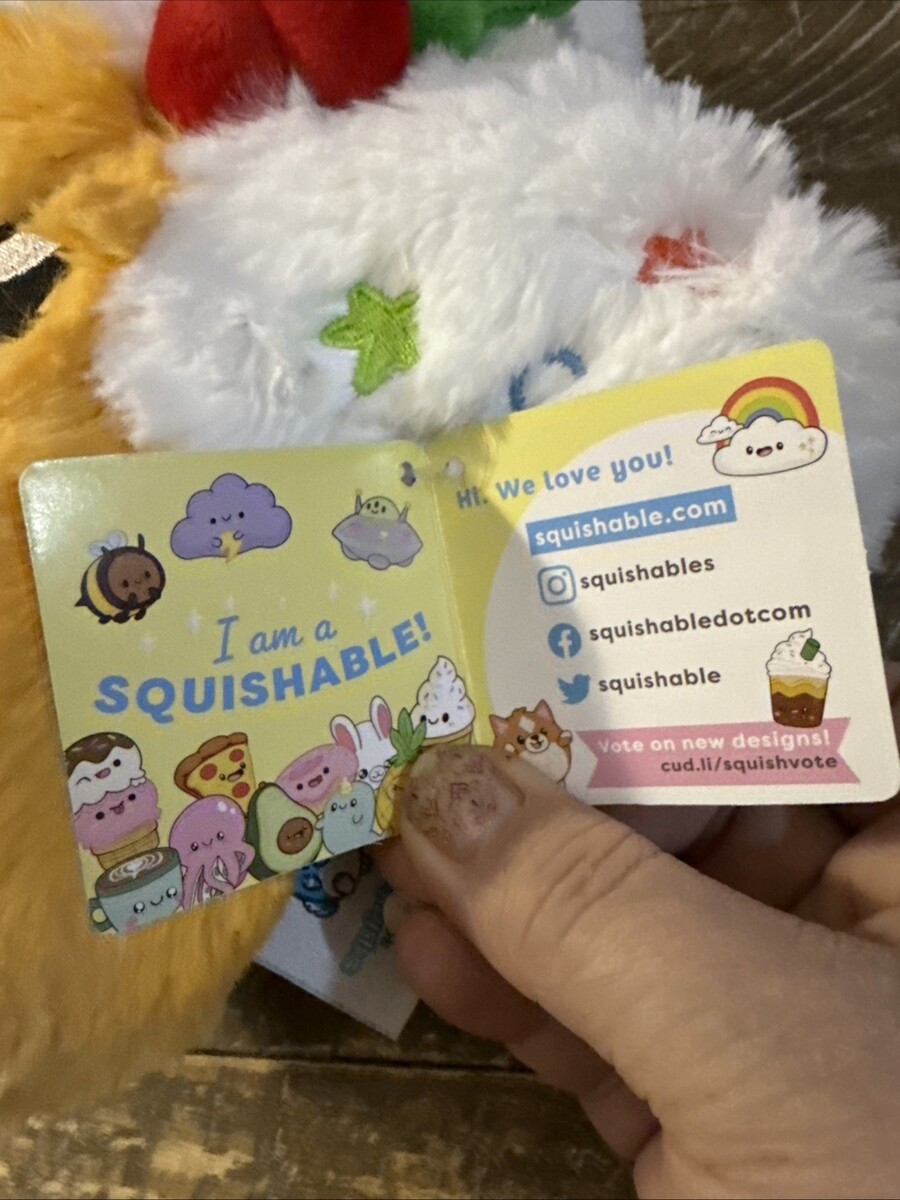 I am a
SQUISHABLE!
Hi! We love you!
squishable.com
squishables
squishabledotcom
squishable
Vote on new designs!
cud.li/squishvote